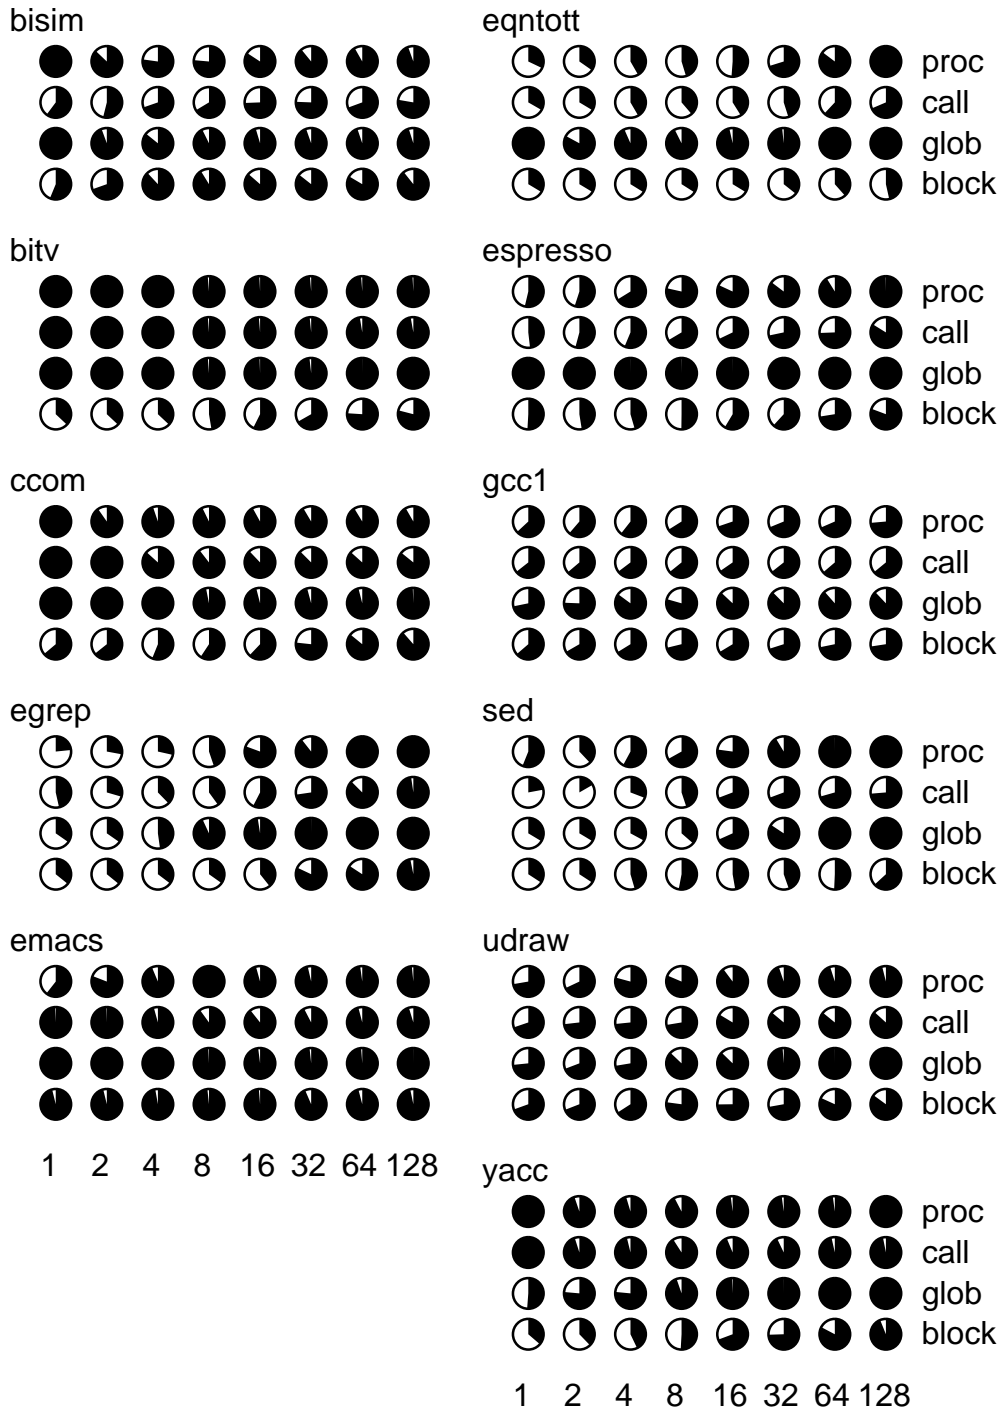 bisim
eqntott
proc
call
glob
block
bitv
espresso
proc
call
glob
block
ccom
gcc1
proc
call
glob
block
egrep
sed
proc
call
glob
block
emacs
udraw
proc
call
glob
block
1 2 4 8 16 32 64 128
yacc
proc
call
glob
block
1 2 4 8 16 32 64 128